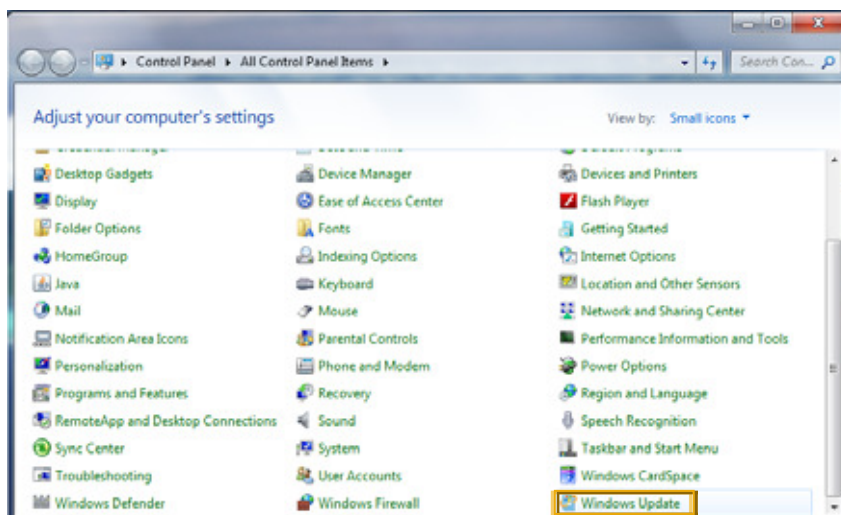 Control Panel ▸ All Control Panel Items ▸ Search Con...
Adjust your computer's settings View by: Small icons
Desktop Gadgets Device Manager Devices and Printers
Display Ease of Access Center Flash Player
Folder Options Fonts Getting Started
HomeGroup Indexing Options Internet Options
Java Keyboard Location and Other Sensors
Mail Mouse Network and Sharing Center
Notification Area Icons Parental Controls Performance Information and Tools
Personalization Phone and Modem Power Options
Programs and Features Recovery Region and Language
RemoteApp and Desktop Connections Sound Speech Recognition
Sync Center System Taskbar and Start Menu
Troubleshooting User Accounts Windows CardSpace
Windows Defender Windows Firewall Windows Update